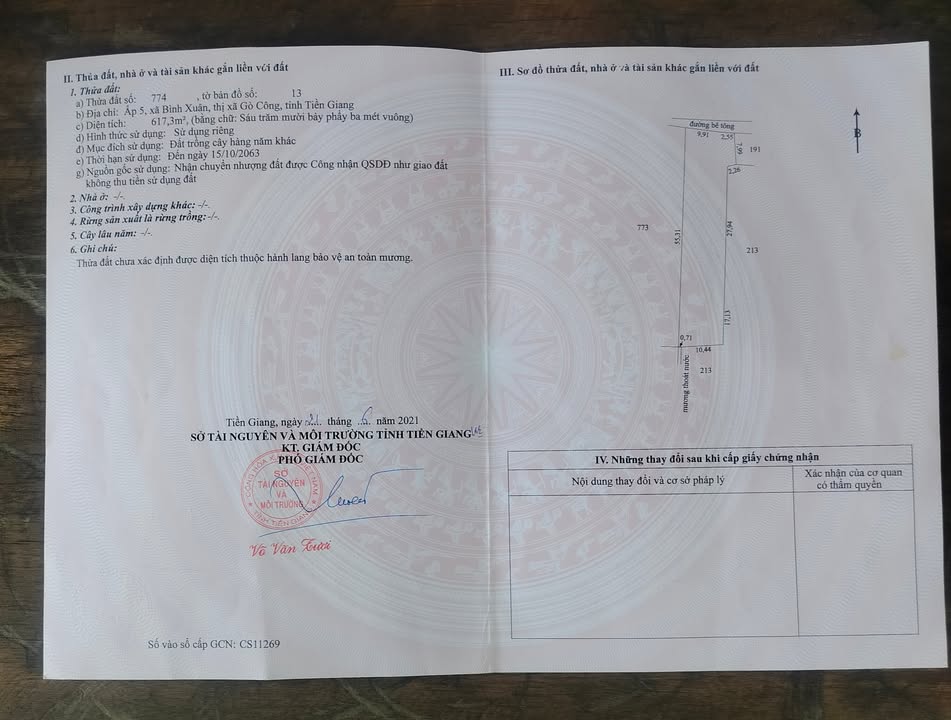 II. Thửa đất, nhà ở và tài sản khác gắn liền với đất
1. Thửa đất:
a) Thửa đất số: 774 , tờ bản đồ số: 13
b) Địa chỉ: Ấp 5, xã Bình Xuân, thị xã Gò Công, tỉnh Tiền Giang
c) Diện tích: 617,3m², (bằng chữ: Sáu trăm mười bảy phẩy ba mét vuông)
d) Hình thức sử dụng: Sử dụng riêng
đ) Mục đích sử dụng: Đất trồng cây hàng năm khác
e) Thời hạn sử dụng: Đến ngày 15/10/2063
g) Nguồn gốc sử dụng: Nhận chuyển nhượng đất được Công nhận QSDĐ như giao đất
không thu tiền sử dụng đất
2. Nhà ở: -/-.
3. Công trình xây dựng khác: -/-.
4. Rừng sản xuất là rừng trồng:-/-.
5. Cây lâu năm: -/-.
6. Ghi chú:
Thửa đất chưa xác định được diện tích thuộc hành lang bảo vệ an toàn mương.
Tiền Giang, ngày 21 tháng 6 năm 2021
SỞ TÀI NGUYÊN VÀ MÔI TRƯỜNG TỈNH TIỀN GIANG
KT. GIÁM ĐỐC
PHÓ GIÁM ĐỐC
SỞ
TÀI NGUYÊN
VÀ
MÔI TRƯỜNG
TỈNH TIỀN GIANG
Võ Văn Tươi
Số vào sổ cấp GCN: CS11269
III. Sơ đồ thửa đất, nhà ở và tài sản khác gắn liền với đất
B
đường bê tông
9,91
2,55
191
2,26
773
55,31
27,94
213
17,13
0,71
10,44
213
mương thoát nước
IV. Những thay đổi sau khi cấp giấy chứng nhận
Nội dung thay đổi và cơ sở pháp lý
Xác nhận của cơ quan
có thẩm quyền